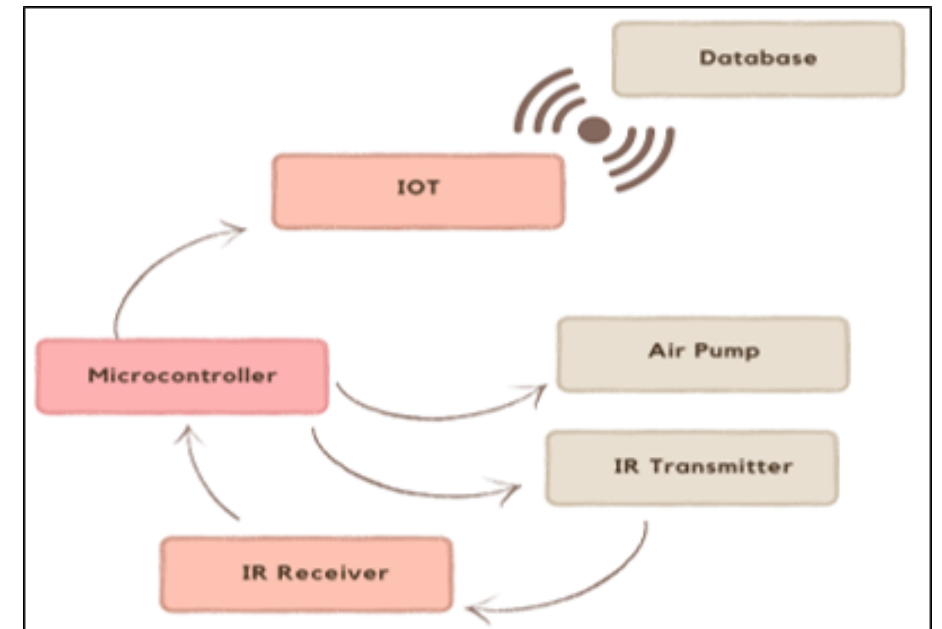 Database
IOT
Microcontroller
Air Pump
IR Transmitter
IR Receiver